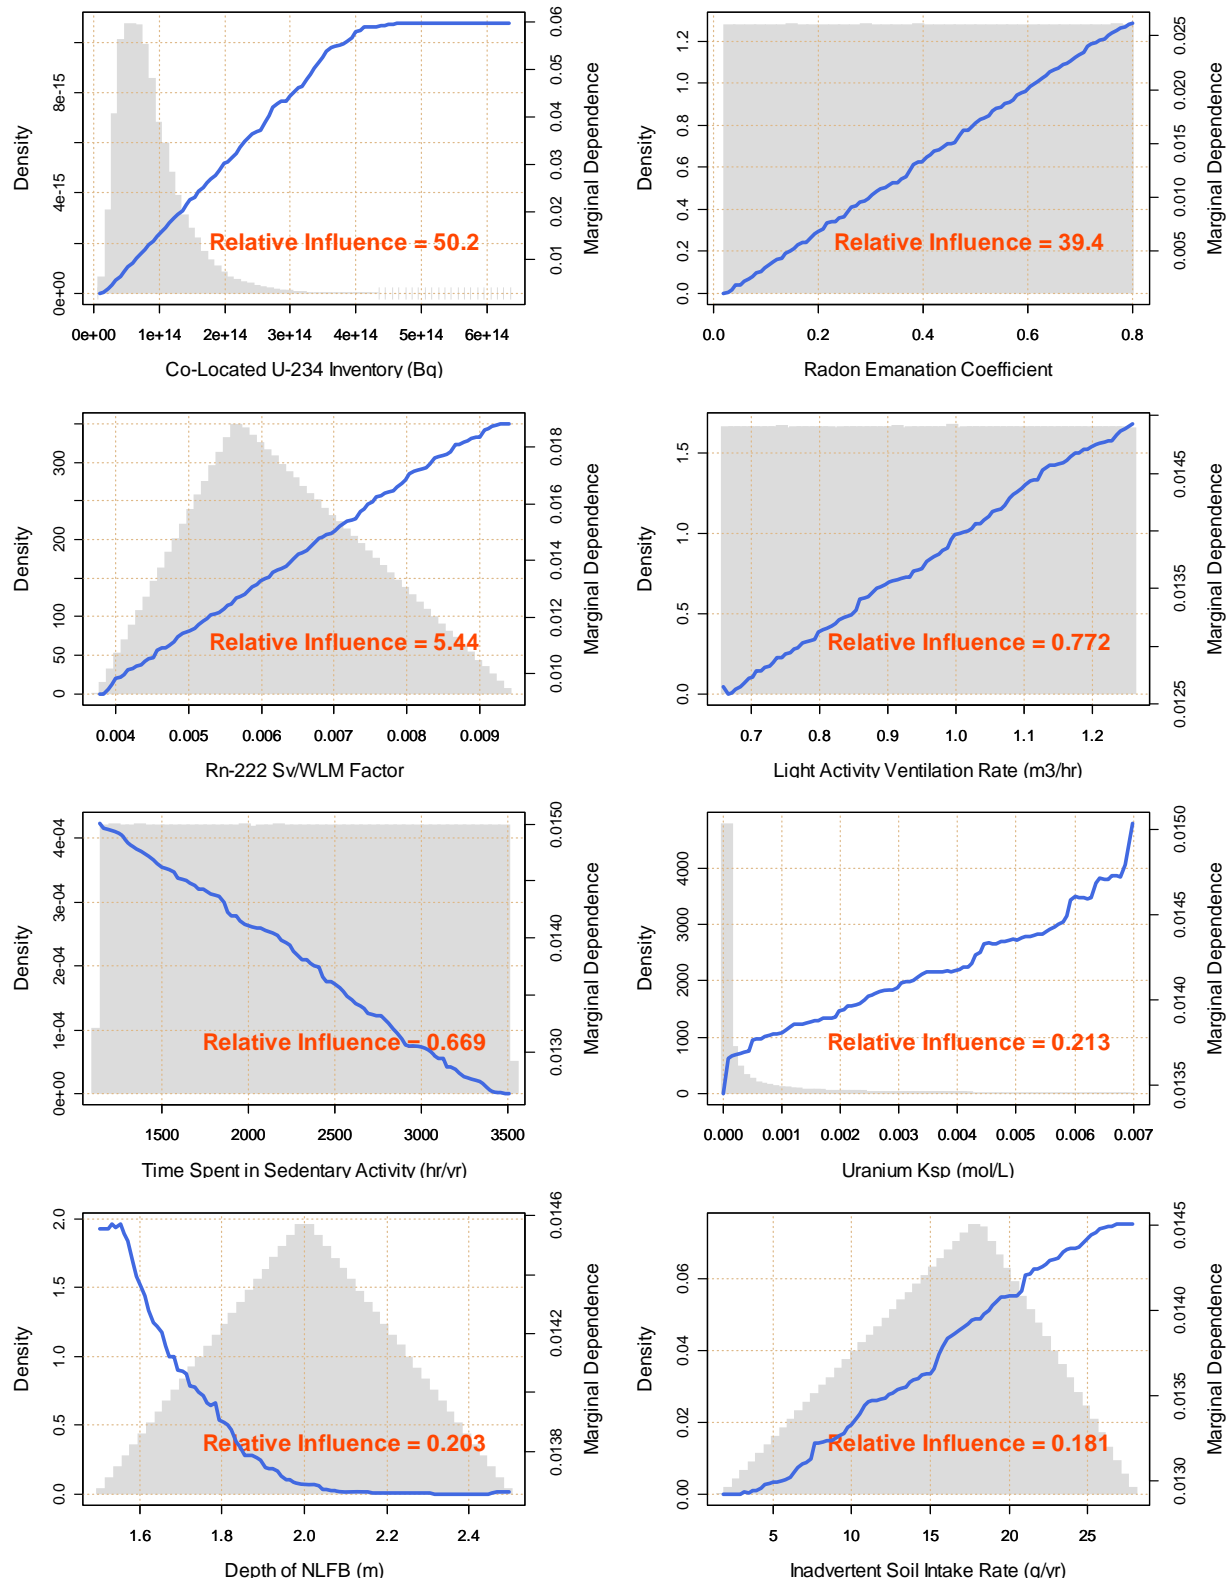 Density
0e+00
4e-15
8e-15
0.01
0.02
0.03
0.04
0.05
0.06
Marginal Dependence
Relative Influence = 50.2
0e+00 1e+14 2e+14 3e+14 4e+14 5e+14 6e+14
Co-Located U-234 Inventory (Bq)
Density
0.0
0.2
0.4
0.6
0.8
1.0
1.2
0.005
0.010
0.015
0.020
0.025
Marginal Dependence
Relative Influence = 39.4
0.0 0.2 0.4 0.6 0.8
Radon Emanation Coefficient
Density
0
50
100
200
300
0.010
0.012
0.014
0.016
0.018
Marginal Dependence
Relative Influence = 5.44
0.004 0.005 0.006 0.007 0.008 0.009
Rn-222 Sv/WLM Factor
Density
0.0
0.5
1.0
1.5
0.0125
0.0135
0.0145
Marginal Dependence
Relative Influence = 0.772
0.7 0.8 0.9 1.0 1.1 1.2
Light Activity Ventilation Rate (m3/hr)
Density
0e+00
1e-04
2e-04
3e-04
4e-04
0.0130
0.0140
0.0150
Marginal Dependence
Relative Influence = 0.669
1500 2000 2500 3000 3500
Time Spent in Sedentary Activity (hr/yr)
Density
0
1000
2000
3000
4000
0.0135
0.0140
0.0145
0.0150
Marginal Dependence
Relative Influence = 0.213
0.000 0.001 0.002 0.003 0.004 0.005 0.006 0.007
Uranium Ksp (mol/L)
Density
0.0
0.5
1.0
1.5
2.0
0.0138
0.0142
0.0146
Marginal Dependence
Relative Influence = 0.203
1.6 1.8 2.0 2.2 2.4
Depth of NLFB (m)
Density
0.00
0.02
0.04
0.06
0.0130
0.0135
0.0140
0.0145
Marginal Dependence
Relative Influence = 0.181
5 10 15 20 25
Inadvertent Soil Intake Rate (g/yr)